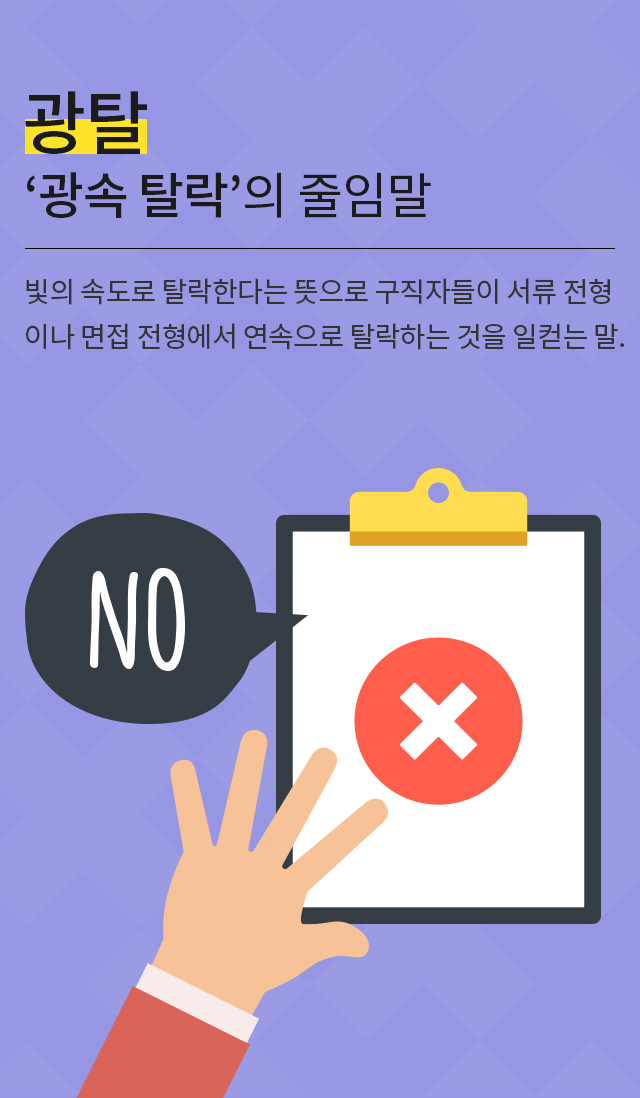 광탈
‘광속 탈락’의 줄임말
빛의 속도로 탈락한다는 뜻으로 구직자들이 서류 전형
이나 면접 전형에서 연속으로 탈락하는 것을 일컫는 말.
NO